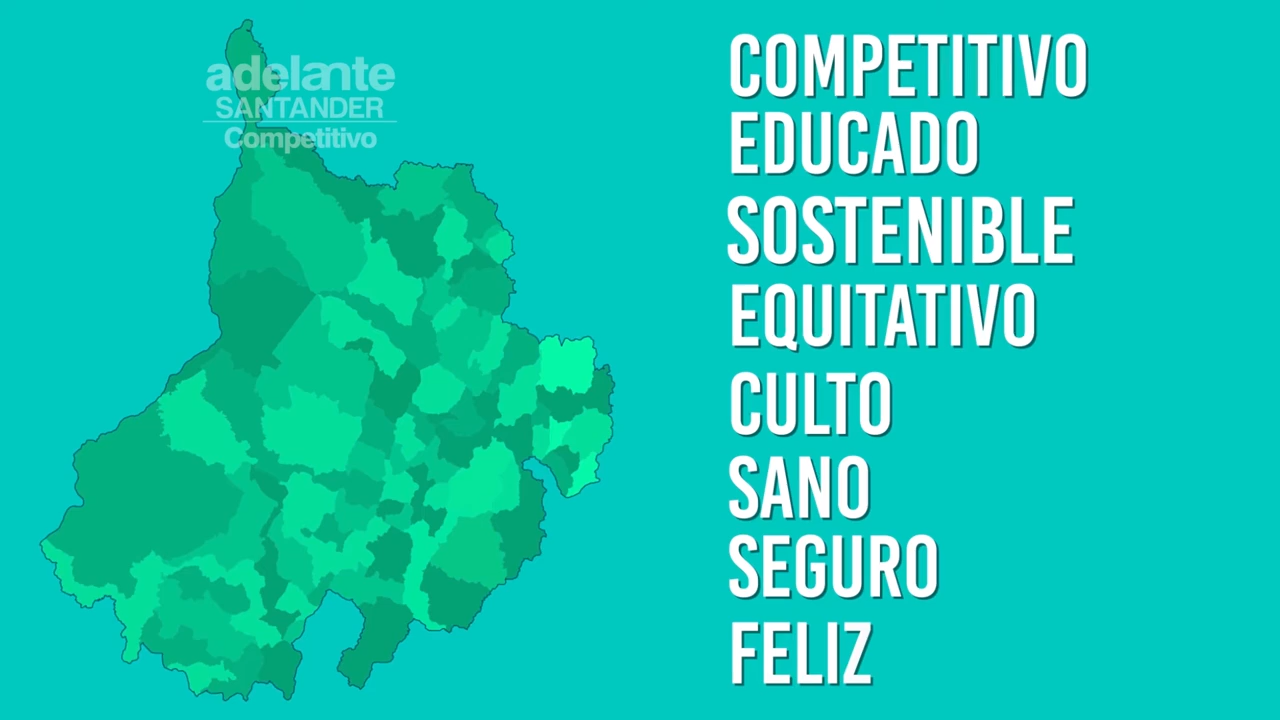 adelante
SANTANDER
Competitivo
COMPETITIVO
EDUCADO
SOSTENIBLE
EQUITATIVO
CULTO
SANO
SEGURO
FELIZ